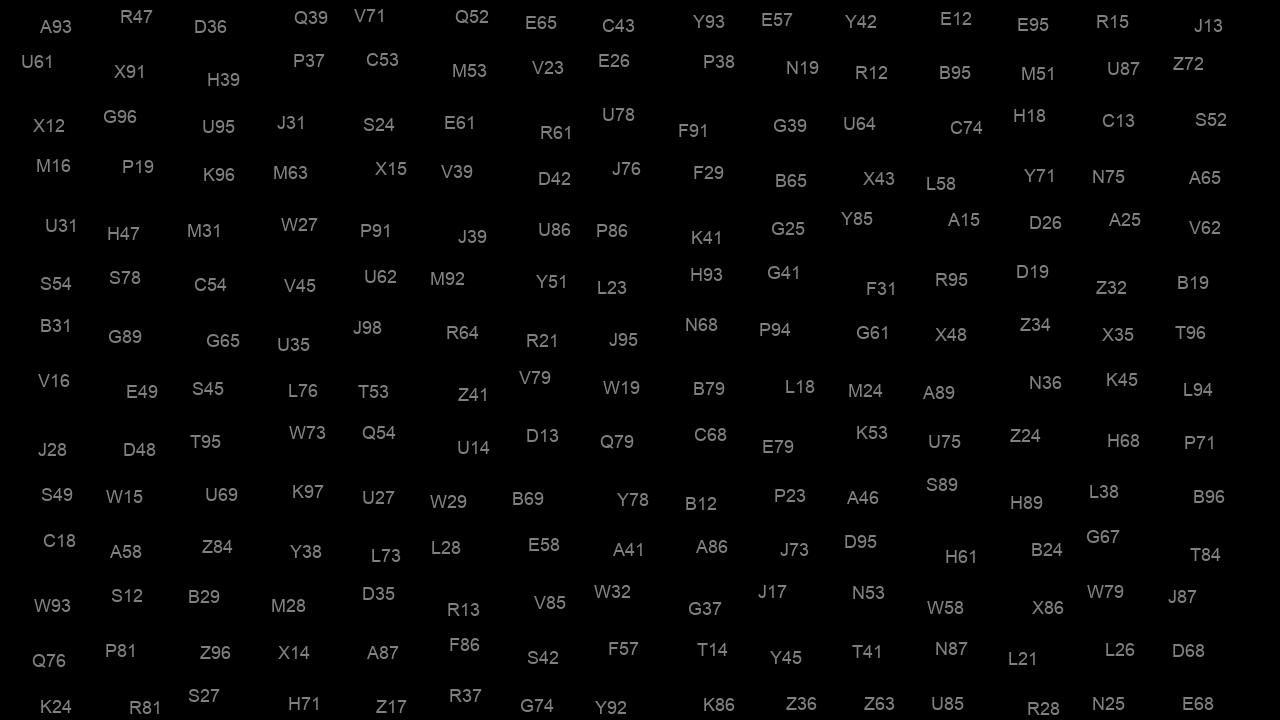 A93 R47 D36 Q39 V71 Q52 E65 C43 Y93 E57 Y42 E12 E95 R15 J13
U61 X91 H39 P37 C53 M53 V23 E26 P38 N19 R12 B95 M51 U87 Z72
X12 G96 U95 J31 S24 E61 R61 U78 F91 G39 U64 C74 H18 C13 S52
M16 P19 K96 M63 X15 V39 D42 J76 F29 B65 X43 L58 Y71 N75 A65
U31 H47 M31 W27 P91 J39 U86 P86 K41 G25 Y85 A15 D26 A25 V62
S54 S78 C54 V45 U62 M92 Y51 L23 H93 G41 F31 R95 D19 Z32 B19
B31 G89 G65 U35 J98 R64 R21 J95 N68 P94 G61 X48 Z34 X35 T96
V16 E49 S45 L76 T53 Z41 V79 W19 B79 L18 M24 A89 N36 K45 L94
J28 D48 T95 W73 Q54 U14 D13 Q79 C68 E79 K53 U75 Z24 H68 P71
S49 W15 U69 K97 U27 W29 B69 Y78 B12 P23 A46 S89 H89 L38 B96
C18 A58 Z84 Y38 L73 L28 E58 A41 A86 J73 D95 H61 B24 G67 T84
W93 S12 B29 M28 D35 R13 V85 W32 G37 J17 N53 W58 X86 W79 J87
Q76 P81 Z96 X14 A87 F86 S42 F57 T14 Y45 T41 N87 L21 L26 D68
K24 R81 S27 H71 Z17 R37 G74 Y92 K86 Z36 Z63 U85 R28 N25 E68